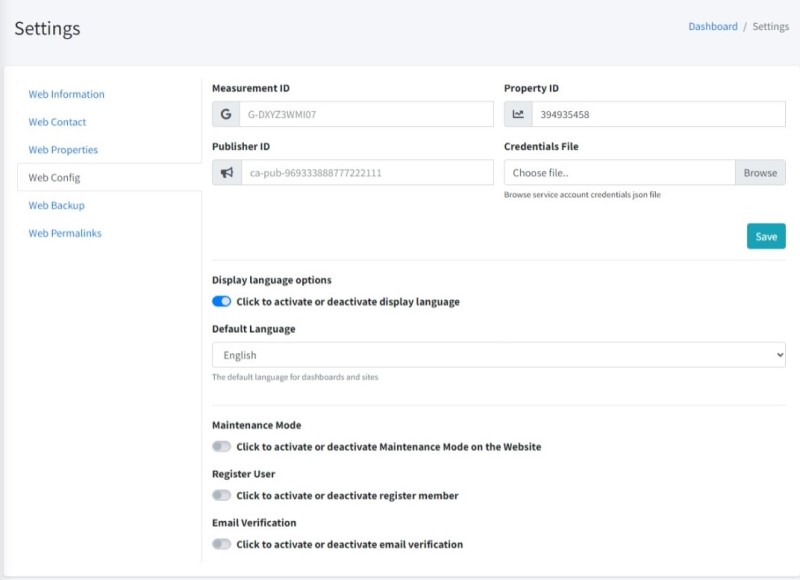 Settings
Dashboard / Settings
Web Information
Web Contact
Web Properties
Web Config
Web Backup
Web Permalinks
Measurement ID
G-DXYZ3WMI07
Property ID
394935458
Publisher ID
ca-pub-969333888777222111
Credentials File
Choose file..
Browse
Browse service account credentials json file
Save
Display language options
Click to activate or deactivate display language
Default Language
English
The default language for dashboards and sites
Maintenance Mode
Click to activate or deactivate Maintenance Mode on the Website
Register User
Click to activate or deactivate register member
Email Verification
Click to activate or deactivate email verification